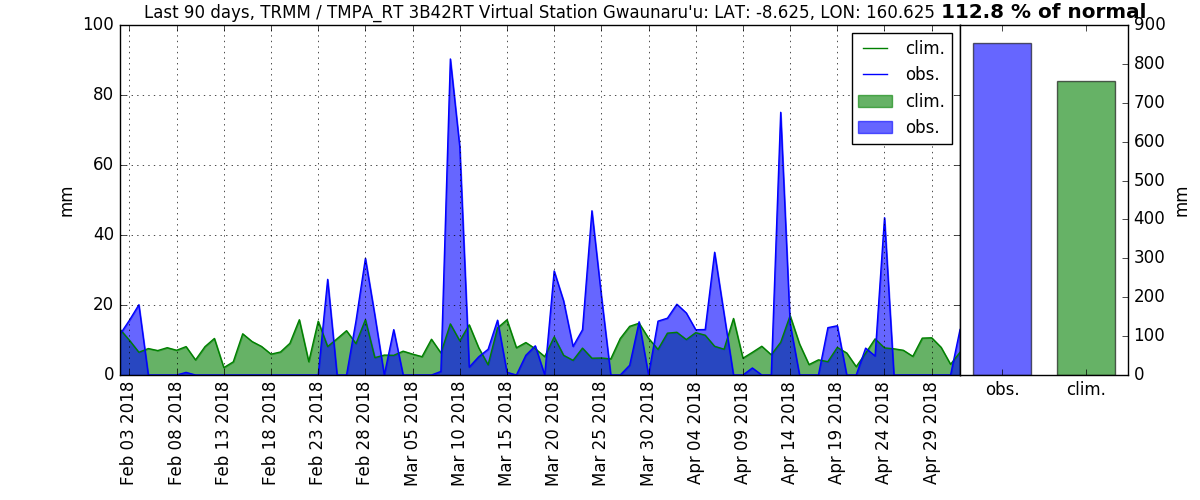 Last 90 days, TRMM / TMPA_RT 3B42RT Virtual Station Gwaunaru'u: LAT: -8.625, LON: 160.625 112.8 % of normal
100
80
60
40
20
0
mm
clim.
obs.
clim.
obs.
900
800
700
600
500
400
300
200
100
0
mm
Feb 03 2018
Feb 08 2018
Feb 13 2018
Feb 18 2018
Feb 23 2018
Feb 28 2018
Mar 05 2018
Mar 10 2018
Mar 15 2018
Mar 20 2018
Mar 25 2018
Mar 30 2018
Apr 04 2018
Apr 09 2018
Apr 14 2018
Apr 19 2018
Apr 24 2018
Apr 29 2018
obs.
clim.